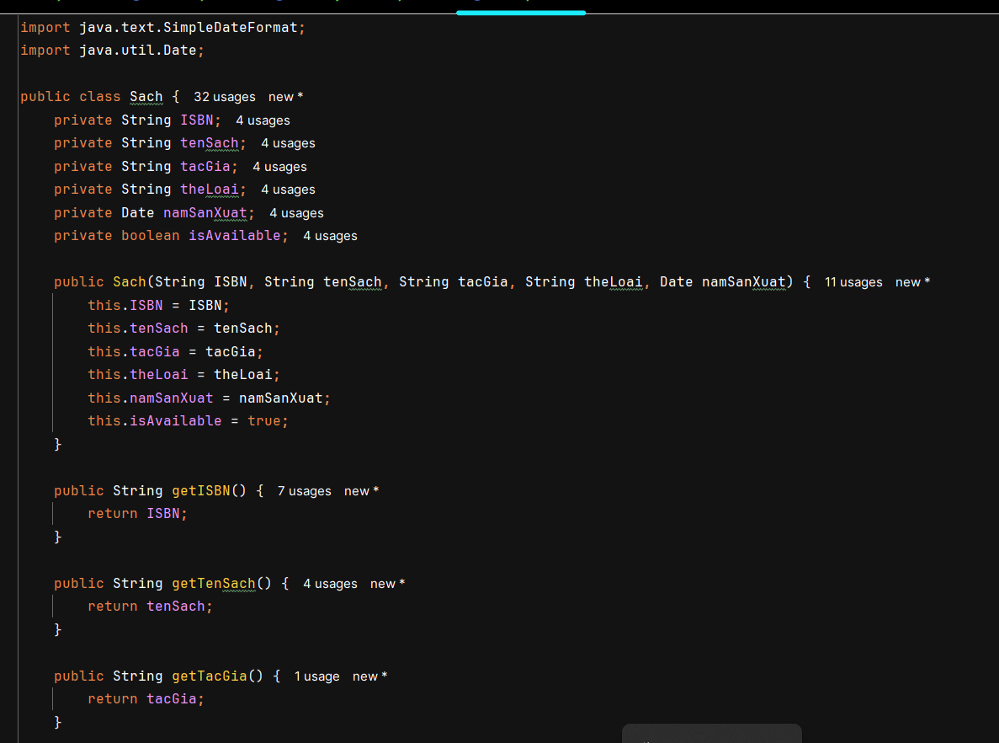 import java.text.SimpleDateFormat;
import java.util.Date;
public class Sach { 32 usages new *
private String ISBN; 4 usages
private String tenSach; 4 usages
private String tacGia; 4 usages
private String theLoai; 4 usages
private Date namSanXuat; 4 usages
private boolean isAvailable; 4 usages
public Sach(String ISBN, String tenSach, String tacGia, String theLoai, Date namSanXuat) { 11 usages new *
this.ISBN = ISBN;
this.tenSach = tenSach;
this.tacGia = tacGia;
this.theLoai = theLoai;
this.namSanXuat = namSanXuat;
this.isAvailable = true;
}
public String getISBN() { 7 usages new *
return ISBN;
}
public String getTenSach() { 4 usages new *
return tenSach;
}
public String getTacGia() { 1 usage new *
return tacGia;
}